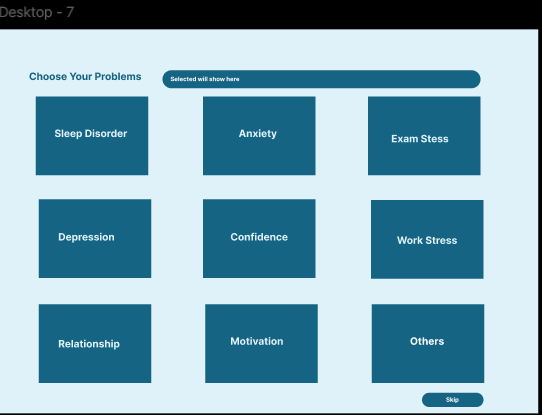 Desktop - 7
Choose Your Problems
Selected will show here
Sleep Disorder
Anxiety
Exam Stess
Depression
Confidence
Work Stress
Relationship
Motivation
Others
Skip